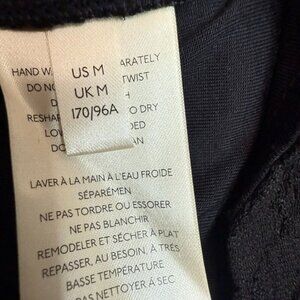 HAND W
DO NO
D
RESHA
LOW
DO
US M
UK M
170/96A
ARATELY
TWIST
H
O DRY
DED
AN
LAVER À LA MAIN À L'EAU FROIDE
SÉPARÉMEN
NE PAS TORDRE OU ESSORER
NE PAS BLANCHIR
REMODELER ET SÉCHER À PLAT
REPASSER, AU BESOIN, À TRÈS
BASSE TEMPÉRATURE
PAS NETTOYER À SEC